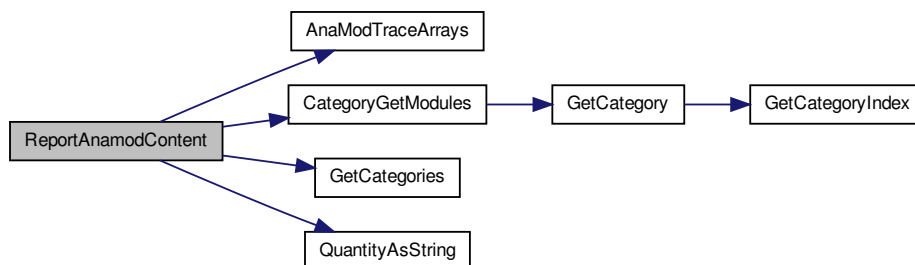 AnaModTraceArrays
CategoryGetModules
GetCategory
GetCategoryIndex
ReportAnamodContent
GetCategories
QuantityAsString